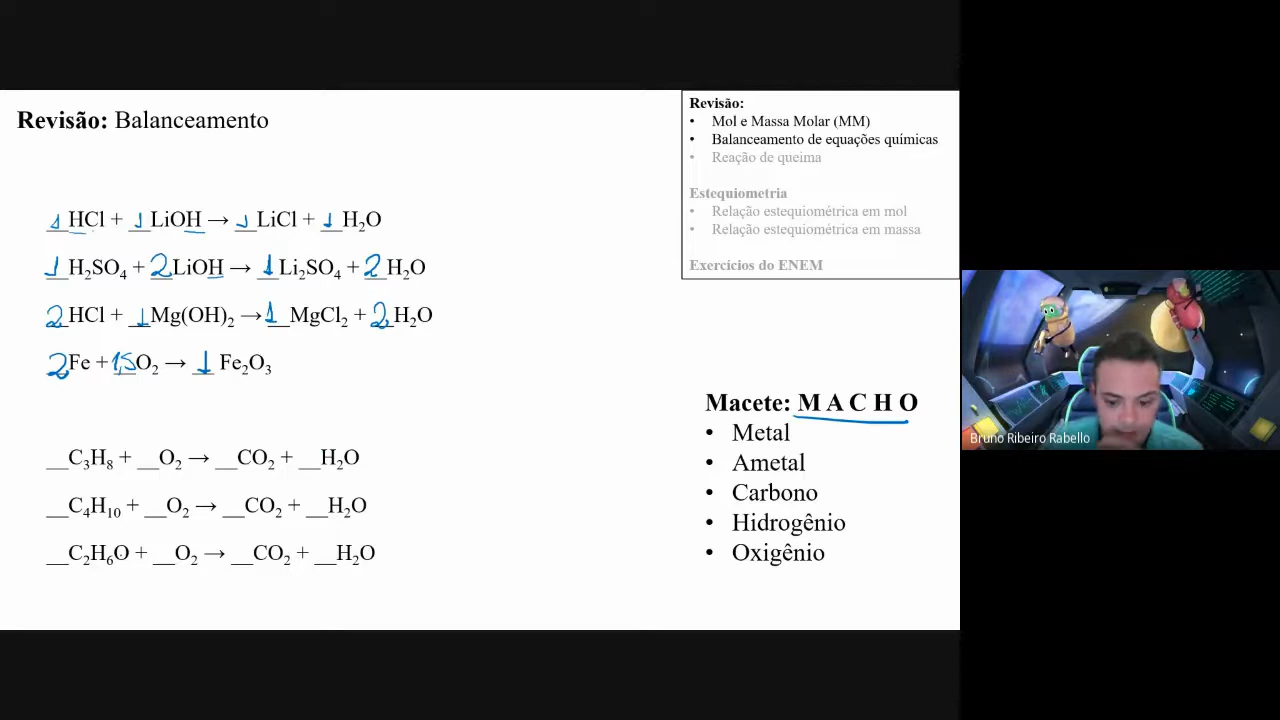 Revisão: Balanceamento
1 HCl + 1 LiOH → 1 LiCl + 1 H₂O
1 H₂SO₄ + 2 LiOH → 1 Li₂SO₄ + 2 H₂O
2 HCl + 1 Mg(OH)₂ → 1 MgCl₂ + 2 H₂O
2 Fe + 1,5 O₂ → 1 Fe₂O₃
__C₃H₈ + __O₂ → __CO₂ + __H₂O
__C₄H₁₀ + __O₂ → __CO₂ + __H₂O
__C₂H₆O + __O₂ → __CO₂ + __H₂O
Revisão:
• Mol e Massa Molar (MM)
• Balanceamento de equações químicas
• Reação de queima
Estequiometria
• Relação estequiométrica em mol
• Relação estequiométrica em massa
Exercícios do ENEM
Macete: M A C H O
• Metal
• Ametal
• Carbono
• Hidrogênio
• Oxigênio
Bruno Ribeiro Rabello